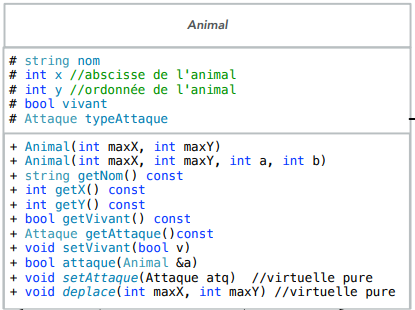 Animal
# string nom
# int x //abscisse de l'animal
# int y //ordonnée de l'animal
# bool vivant
# Attaque typeAttaque
+ Animal(int maxX, int maxY)
+ Animal(int maxX, int maxY, int a, int b)
+ string getNom() const
+ int getX() const
+ int getY() const
+ bool getVivant() const
+ Attaque getAttaque()const
+ void setVivant(bool v)
+ bool attaque(Animal &a)
+ void setAttaque(Attaque atq)  //virtuelle pure
+ void deplace(int maxX, int maxY) //virtuelle pure